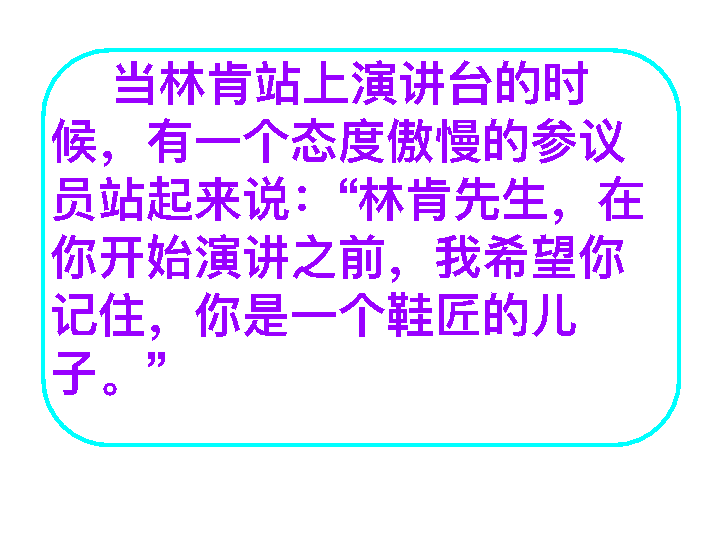 当林肯站上演讲台的时
候，有一个态度傲慢的参议
员站起来说：“林肯先生，在
你开始演讲之前，我希望你
记住，你是一个鞋匠的儿
子。”